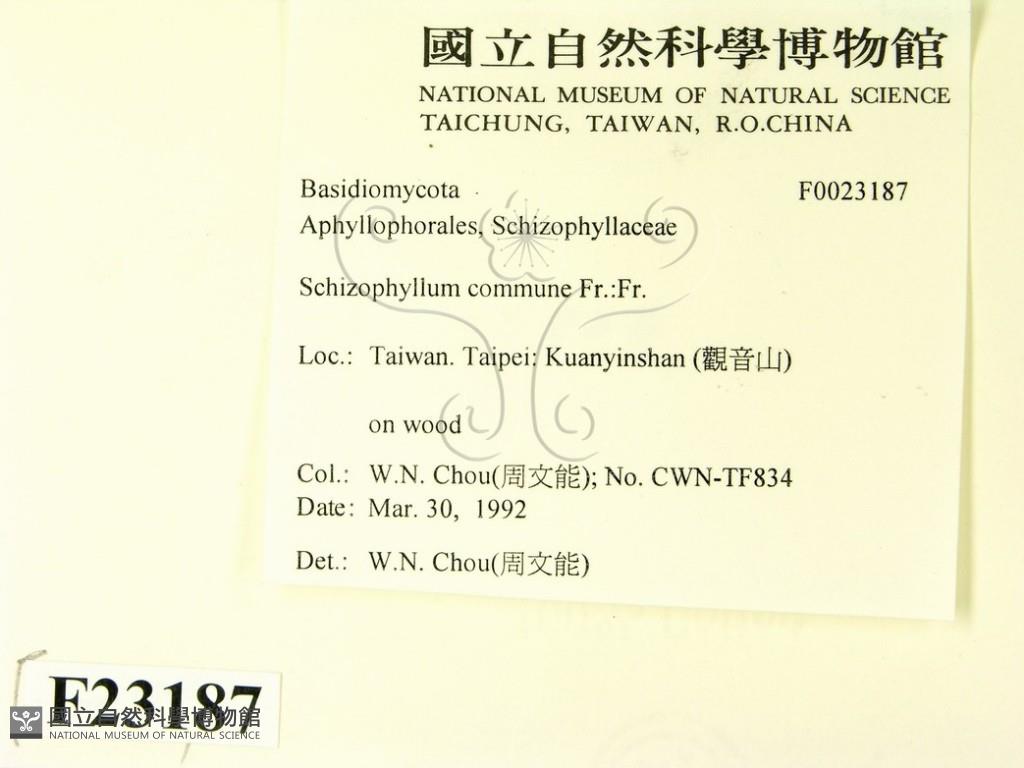 國立自然科學博物館
NATIONAL MUSEUM OF NATURAL SCIENCE
TAICHUNG, TAIWAN, R.O.CHINA
Basidiomycota F0023187
Aphyllophorales, Schizophyllaceae
Schizophyllum commune Fr.:Fr.
Loc.: Taiwan. Taipei: Kuanyinshan (觀音山)
on wood
Col.: W.N. Chou(周文能); No. CWN-TF834
Date: Mar. 30, 1992
Det.: W.N. Chou(周文能)
F23187
國立自然科學博物館
NATIONAL MUSEUM OF NATURAL SCIENCE